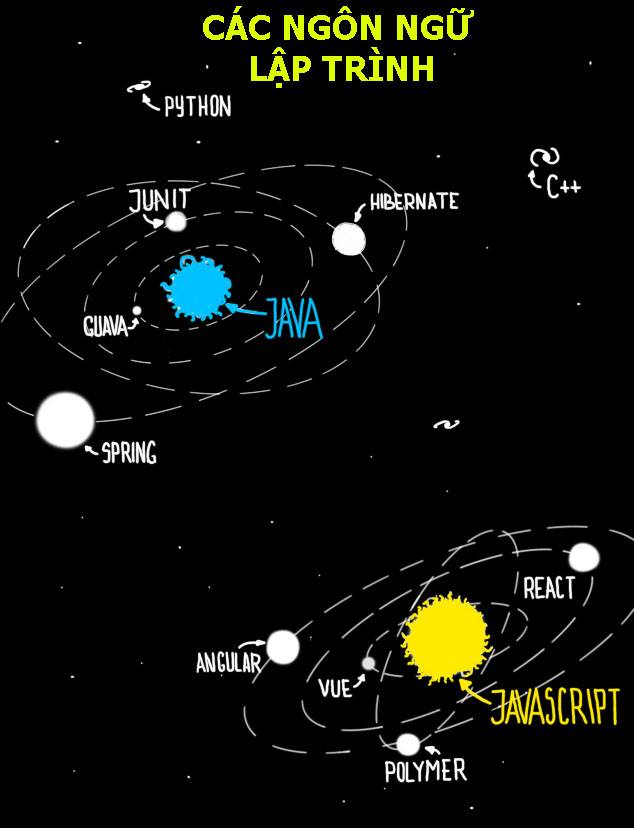 CÁC NGÔN NGỮ
LẬP TRÌNH
PYTHON
C++
JUNIT
HIBERNATE
GUAVA
JAVA
SPRING
REACT
ANGULAR
VUE
JAVASCRIPT
POLYMER